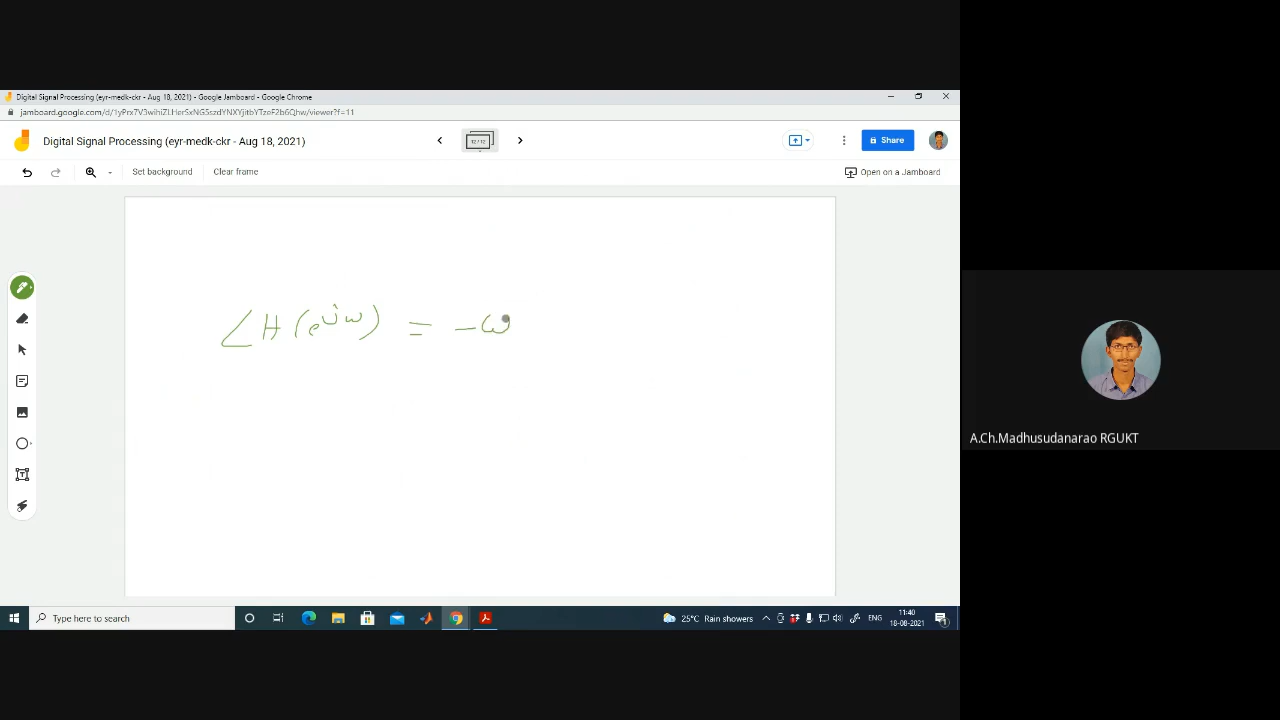 Digital Signal Processing (eyr-medk-ckr - Aug 18, 2021) - Google Jamboard - Google Chrome
Digital Signal Processing (eyr-medk-ckr - Aug 18, 2021)
12 / 12
Share
Set background
Clear frame
Open on a Jamboard
∠H(e^jω) = -ω
A.Ch.Madhusudanarao RGUKT
Type here to search
25°C Rain showers
ENG
11:40
18-08-2021